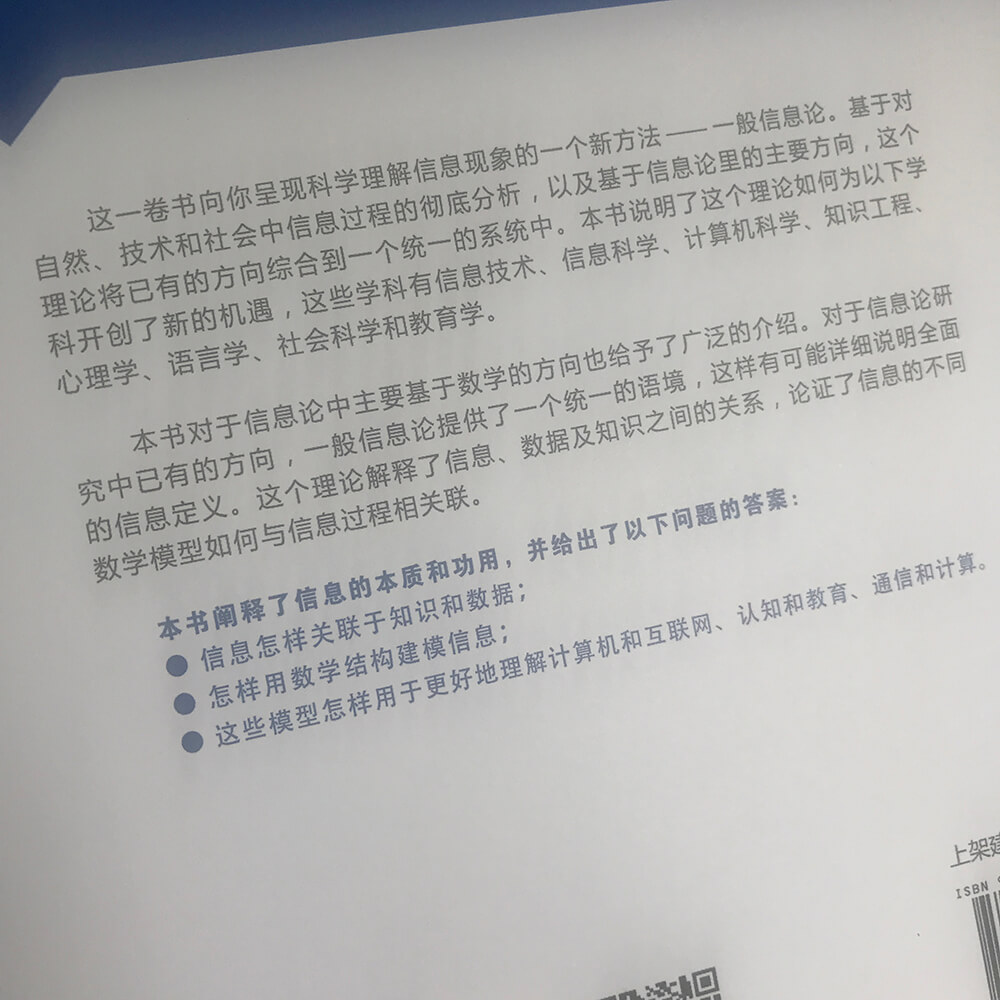 这一卷书向你呈现科学理解信息现象的一个新方法——一般信息论。基于对
自然、技术和社会中信息过程的彻底分析，以及基于信息论里的主要方向，这个
理论将已有的方向综合到一个统一的系统中。本书说明了这个理论如何为以下学
科开创了新的机遇，这些学科有信息技术、信息科学、计算机科学、知识工程、
心理学、语言学、社会科学和教育学。
本书对于信息论中主要基于数学的方向也给予了广泛的介绍。对于信息论研
究中已有的方向，一般信息论提供了一个统一的语境，这样有可能详细说明全面
的信息定义。这个理论解释了信息、数据及知识之间的关系，论证了信息的不同
数学模型如何与信息过程相关联。
本书阐释了信息的本质和功用，并给出了以下问题的答案：
● 信息怎样关联于知识和数据；
● 怎样用数学结构建模信息；
● 这些模型怎样用于更好地理解计算机和互联网、认知和教育、通信和计算。
上架建
ISBN